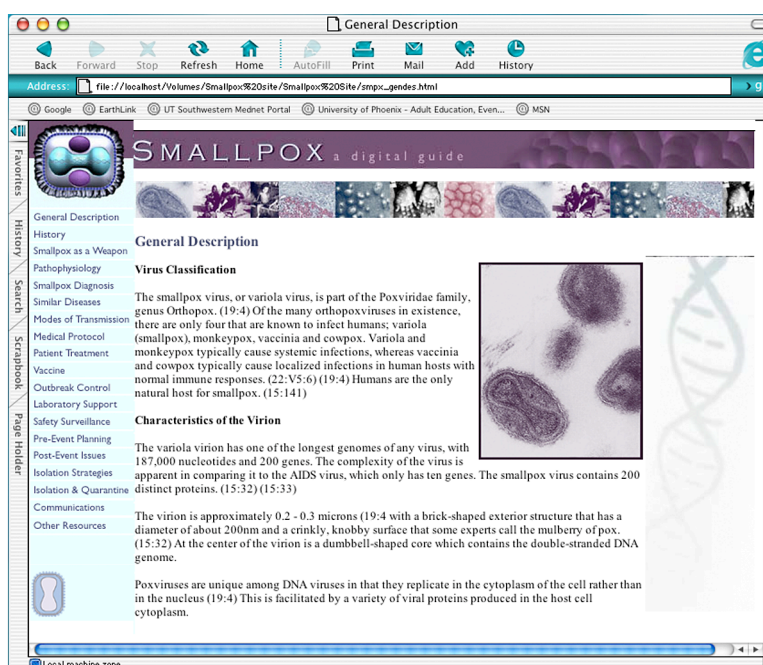 General Description
Back Forward Stop Refresh Home AutoFill Print Mail Add History
Address: file://localhost/Volumes/Smallpox%20site/Smallpox%20Site/smpx_gendes.html
Google EarthLink UT Southwestern Mednet Portal University of Phoenix - Adult Education, Even... MSN
Favorites
History
Search
Scrapbook
Page Holder
SMALLPOX a digital guide
General Description
History
Smallpox as a Weapon
Pathophysiology
Smallpox Diagnosis
Similar Diseases
Modes of Transmission
Medical Protocol
Patient Treatment
Vaccine
Outbreak Control
Laboratory Support
Safety Surveillance
Pre-Event Planning
Post-Event Issues
Isolation Strategies
Isolation & Quarantine
Communications
Other Resources
General Description
Virus Classification
The smallpox virus, or variola virus, is part of the Poxviridae family,
genus Orthopox. (19:4) Of the many orthopoxviruses in existence,
there are only four that are known to infect humans; variola
(smallpox), monkeypox, vaccinia and cowpox. Variola and
monkeypox typically cause systemic infections, whereas vaccinia
and cowpox typically cause localized infections in human hosts with
normal immune responses. (22:V5:6) (19:4) Humans are the only
natural host for smallpox. (15:141)
Characteristics of the Virion
The variola virion has one of the longest genomes of any virus, with
187,000 nucleotides and 200 genes. The complexity of the virus is
apparent in comparing it to the AIDS virus, which only has ten genes. The smallpox virus contains 200
distinct proteins. (15:32) (15:33)
The virion is approximately 0.2 - 0.3 microns (19:4 with a brick-shaped exterior structure that has a
diameter of about 200nm and a crinkly, knobby surface that some experts call the mulberry of pox.
(15:32) At the center of the virion is a dumbbell-shaped core which contains the double-stranded DNA
genome.
Poxviruses are unique among DNA viruses in that they replicate in the cytoplasm of the cell rather than
in the nucleus (19:4) This is facilitated by a variety of viral proteins produced in the host cell
cytoplasm.
Local machine zone